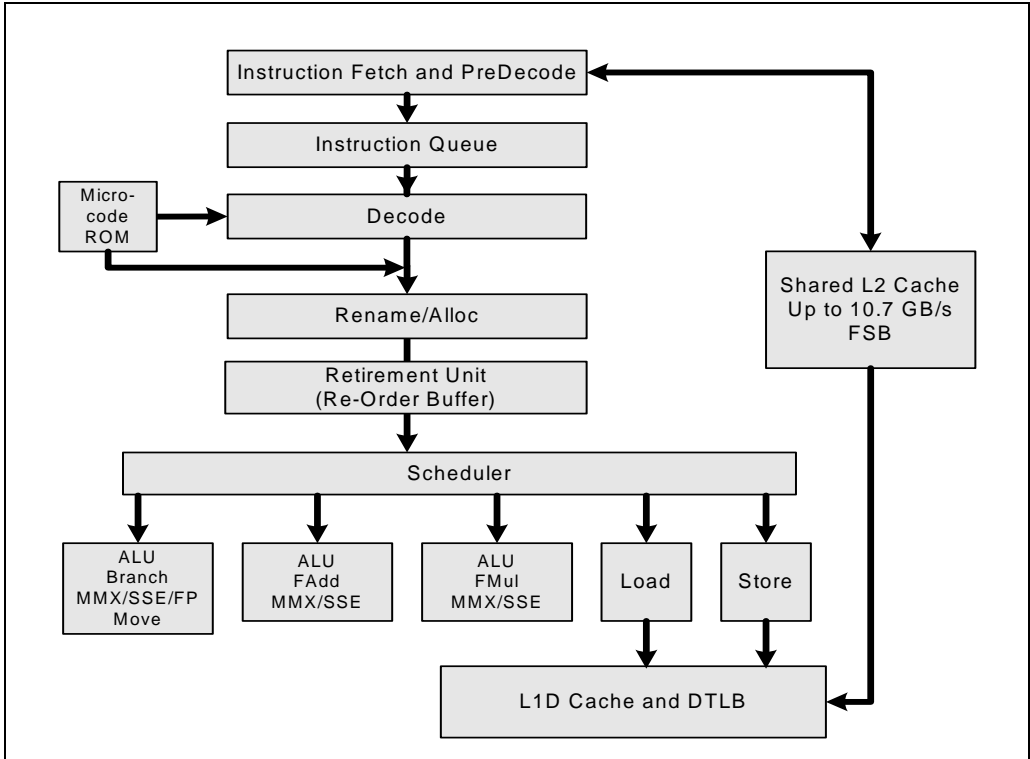 Instruction Fetch and PreDecode
Instruction Queue
Micro-
code
ROM
Decode
Shared L2 Cache
Up to 10.7 GB/s
FSB
Rename/Alloc
Retirement Unit
(Re-Order Buffer)
Scheduler
ALU
Branch
MMX/SSE/FP
Move
ALU
FAdd
MMX/SSE
ALU
FMul
MMX/SSE
Load
Store
L1D Cache and DTLB